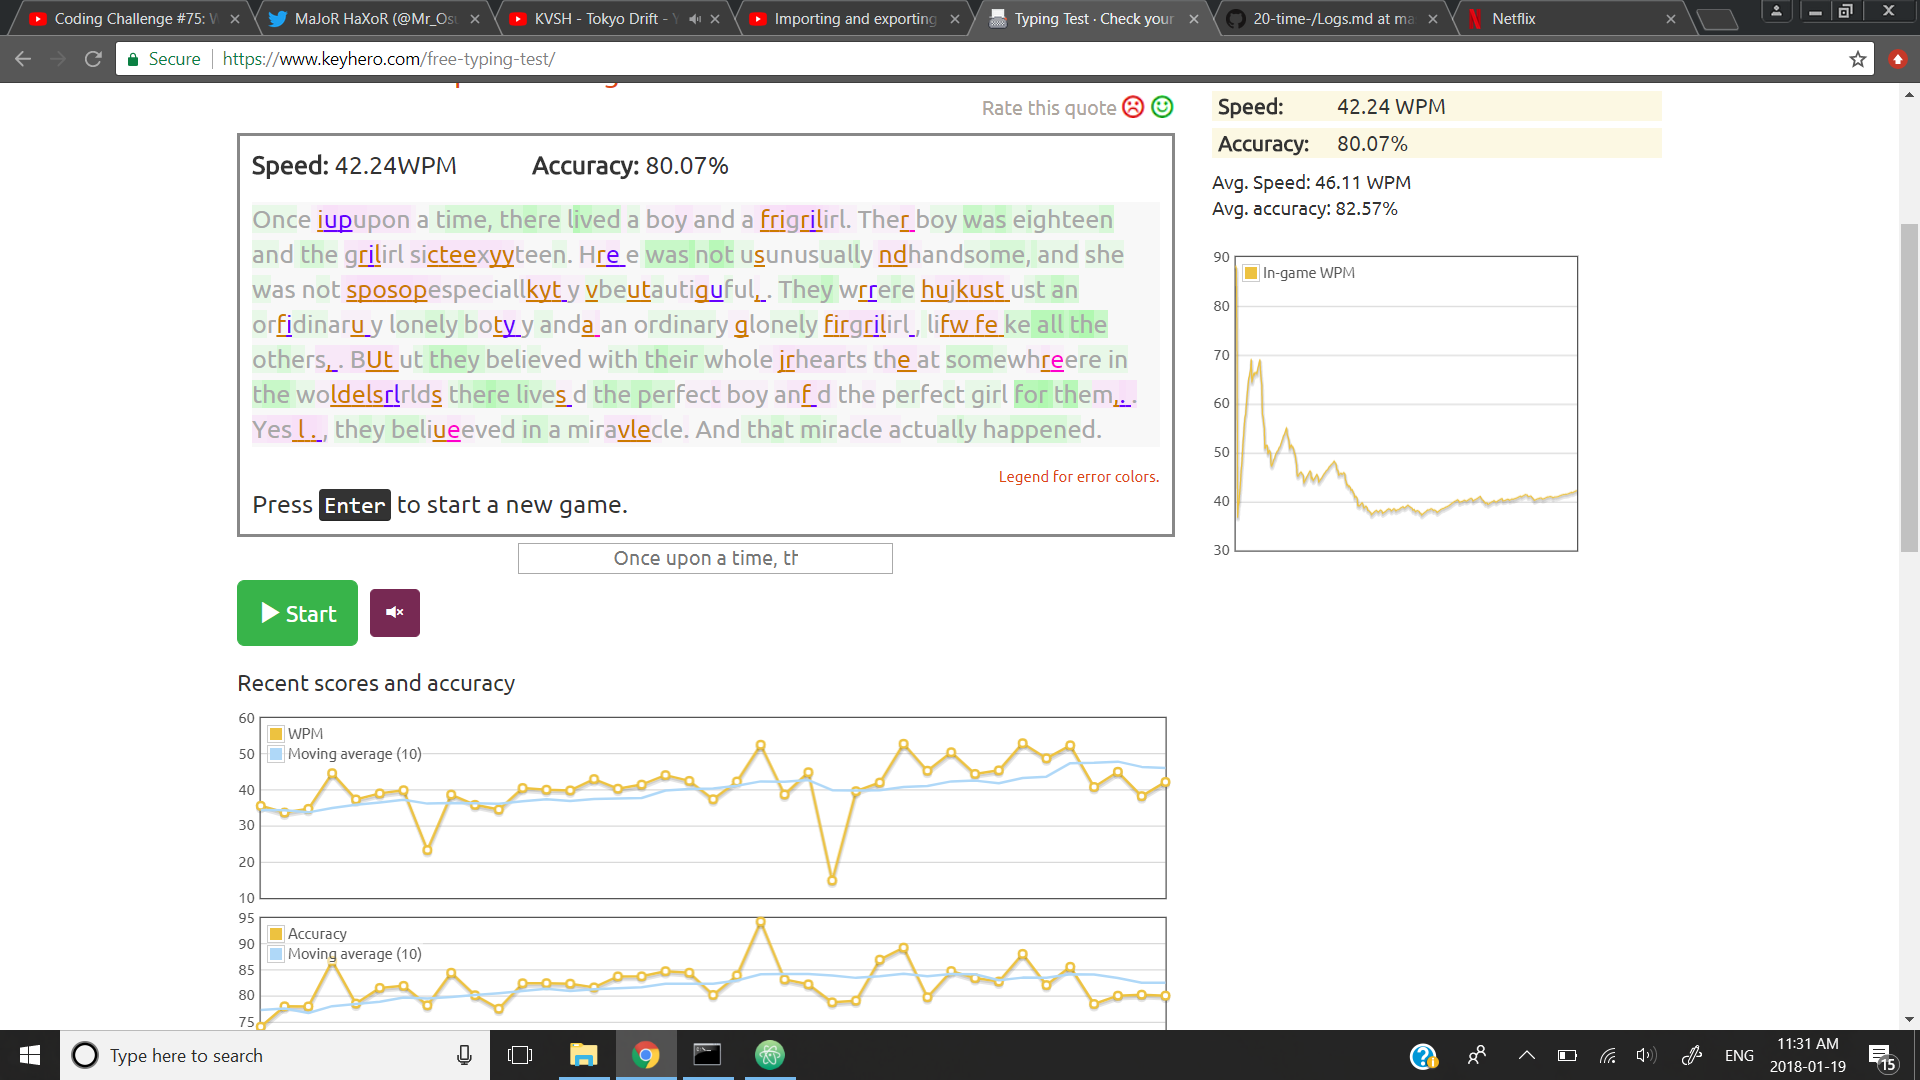 Coding Challenge #75: W
MaJoR HaXoR (@Mr_Osu
KVSH - Tokyo Drift - Y
Importing and exporting
Typing Test · Check your
20-time-/Logs.md at ma
Netflix
Secure
https://www.keyhero.com/free-typing-test/
Rate this quote
Speed: 42.24WPM
Accuracy: 80.07%
Once iupupon a time, there lived a boy and a frigrilirl. Ther boy was eighteen
and the grilirl sicteexyyteen. Hre e was not usunusually ndhandsome, and she
was not sposopespeciallkyt y vbeutautiguful, . They wrrere hujkust ust an
orfidinaru y lonely boty y anda an ordinary glonely firgrilirl , lifw fe ke all the
others, . BUt ut they believed with their whole jrhearts the at somewhreere in
the woldelsrlrlds there lives d the perfect boy anf d the perfect girl for them,. .
Yes l . , they beliueeved in a miravlecle. And that miracle actually happened.
Legend for error colors.
Press Enter to start a new game.
Once upon a time, th
Start
Speed: 42.24 WPM
Accuracy: 80.07%
Avg. Speed: 46.11 WPM
Avg. accuracy: 82.57%
In-game WPM
90
80
70
60
50
40
30
Recent scores and accuracy
60
50
40
30
20
10
WPM
Moving average (10)
95
90
85
80
75
Accuracy
Moving average (10)
Type here to search
ENG
11:31 AM
2018-01-19
15